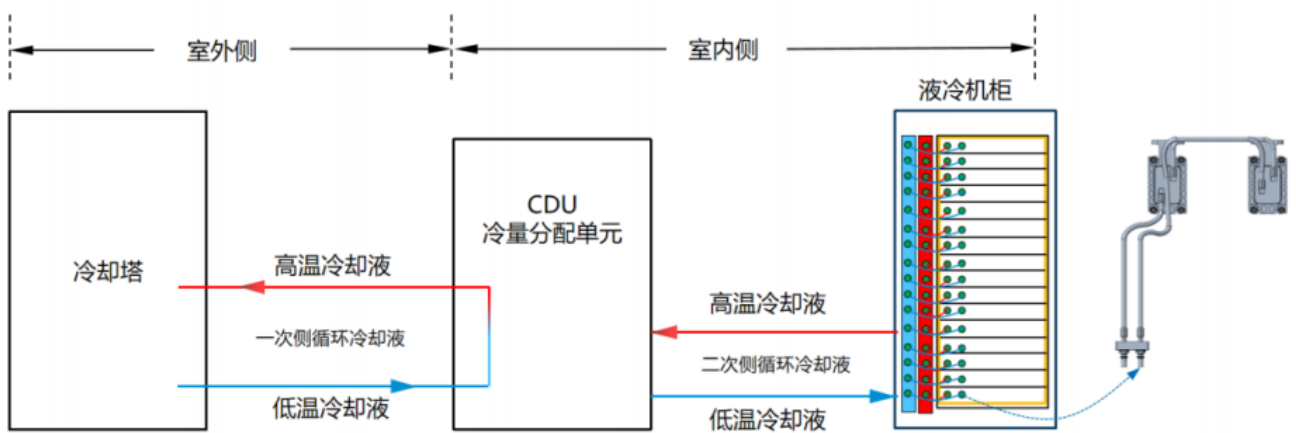 室外侧
室内侧
液冷机柜
CDU
冷量分配单元
冷却塔
高温冷却液
一次侧循环冷却液
低温冷却液
高温冷却液
二次侧循环冷却液
低温冷却液